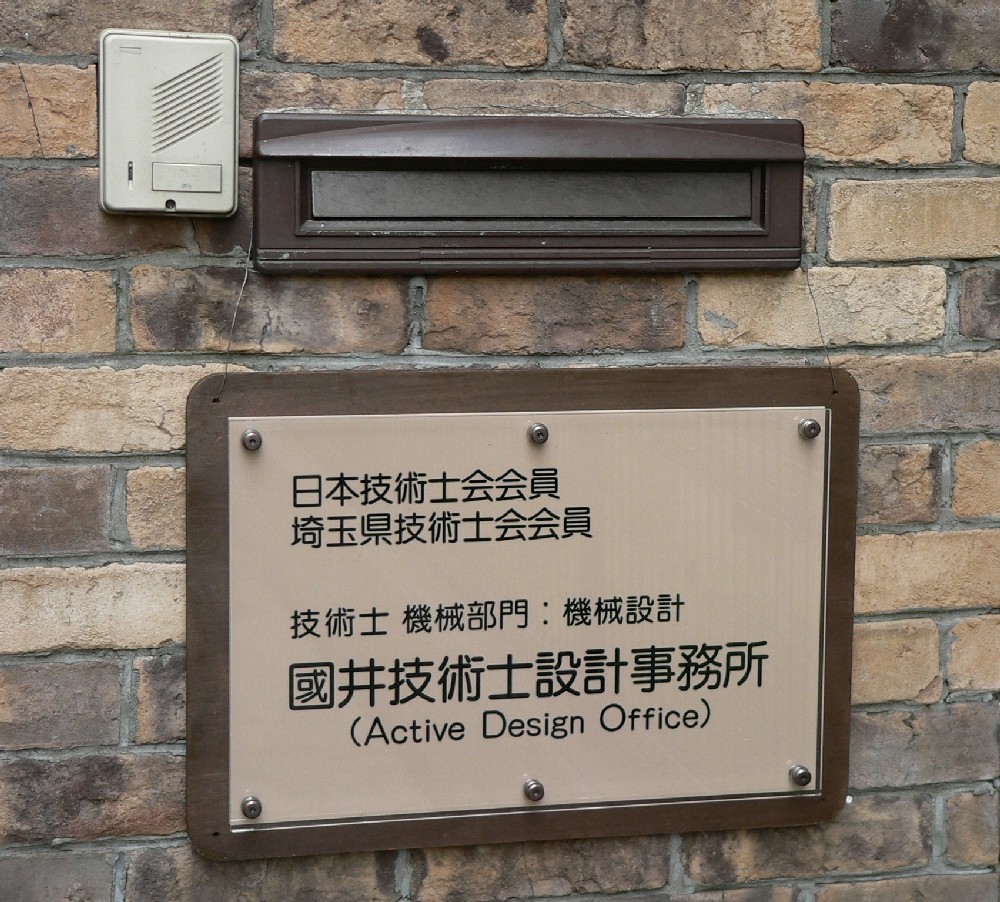 日本技術士会会員
埼玉県技術士会会員
技術士 機械部門：機械設計
國井技術士設計事務所
(Active Design Office)